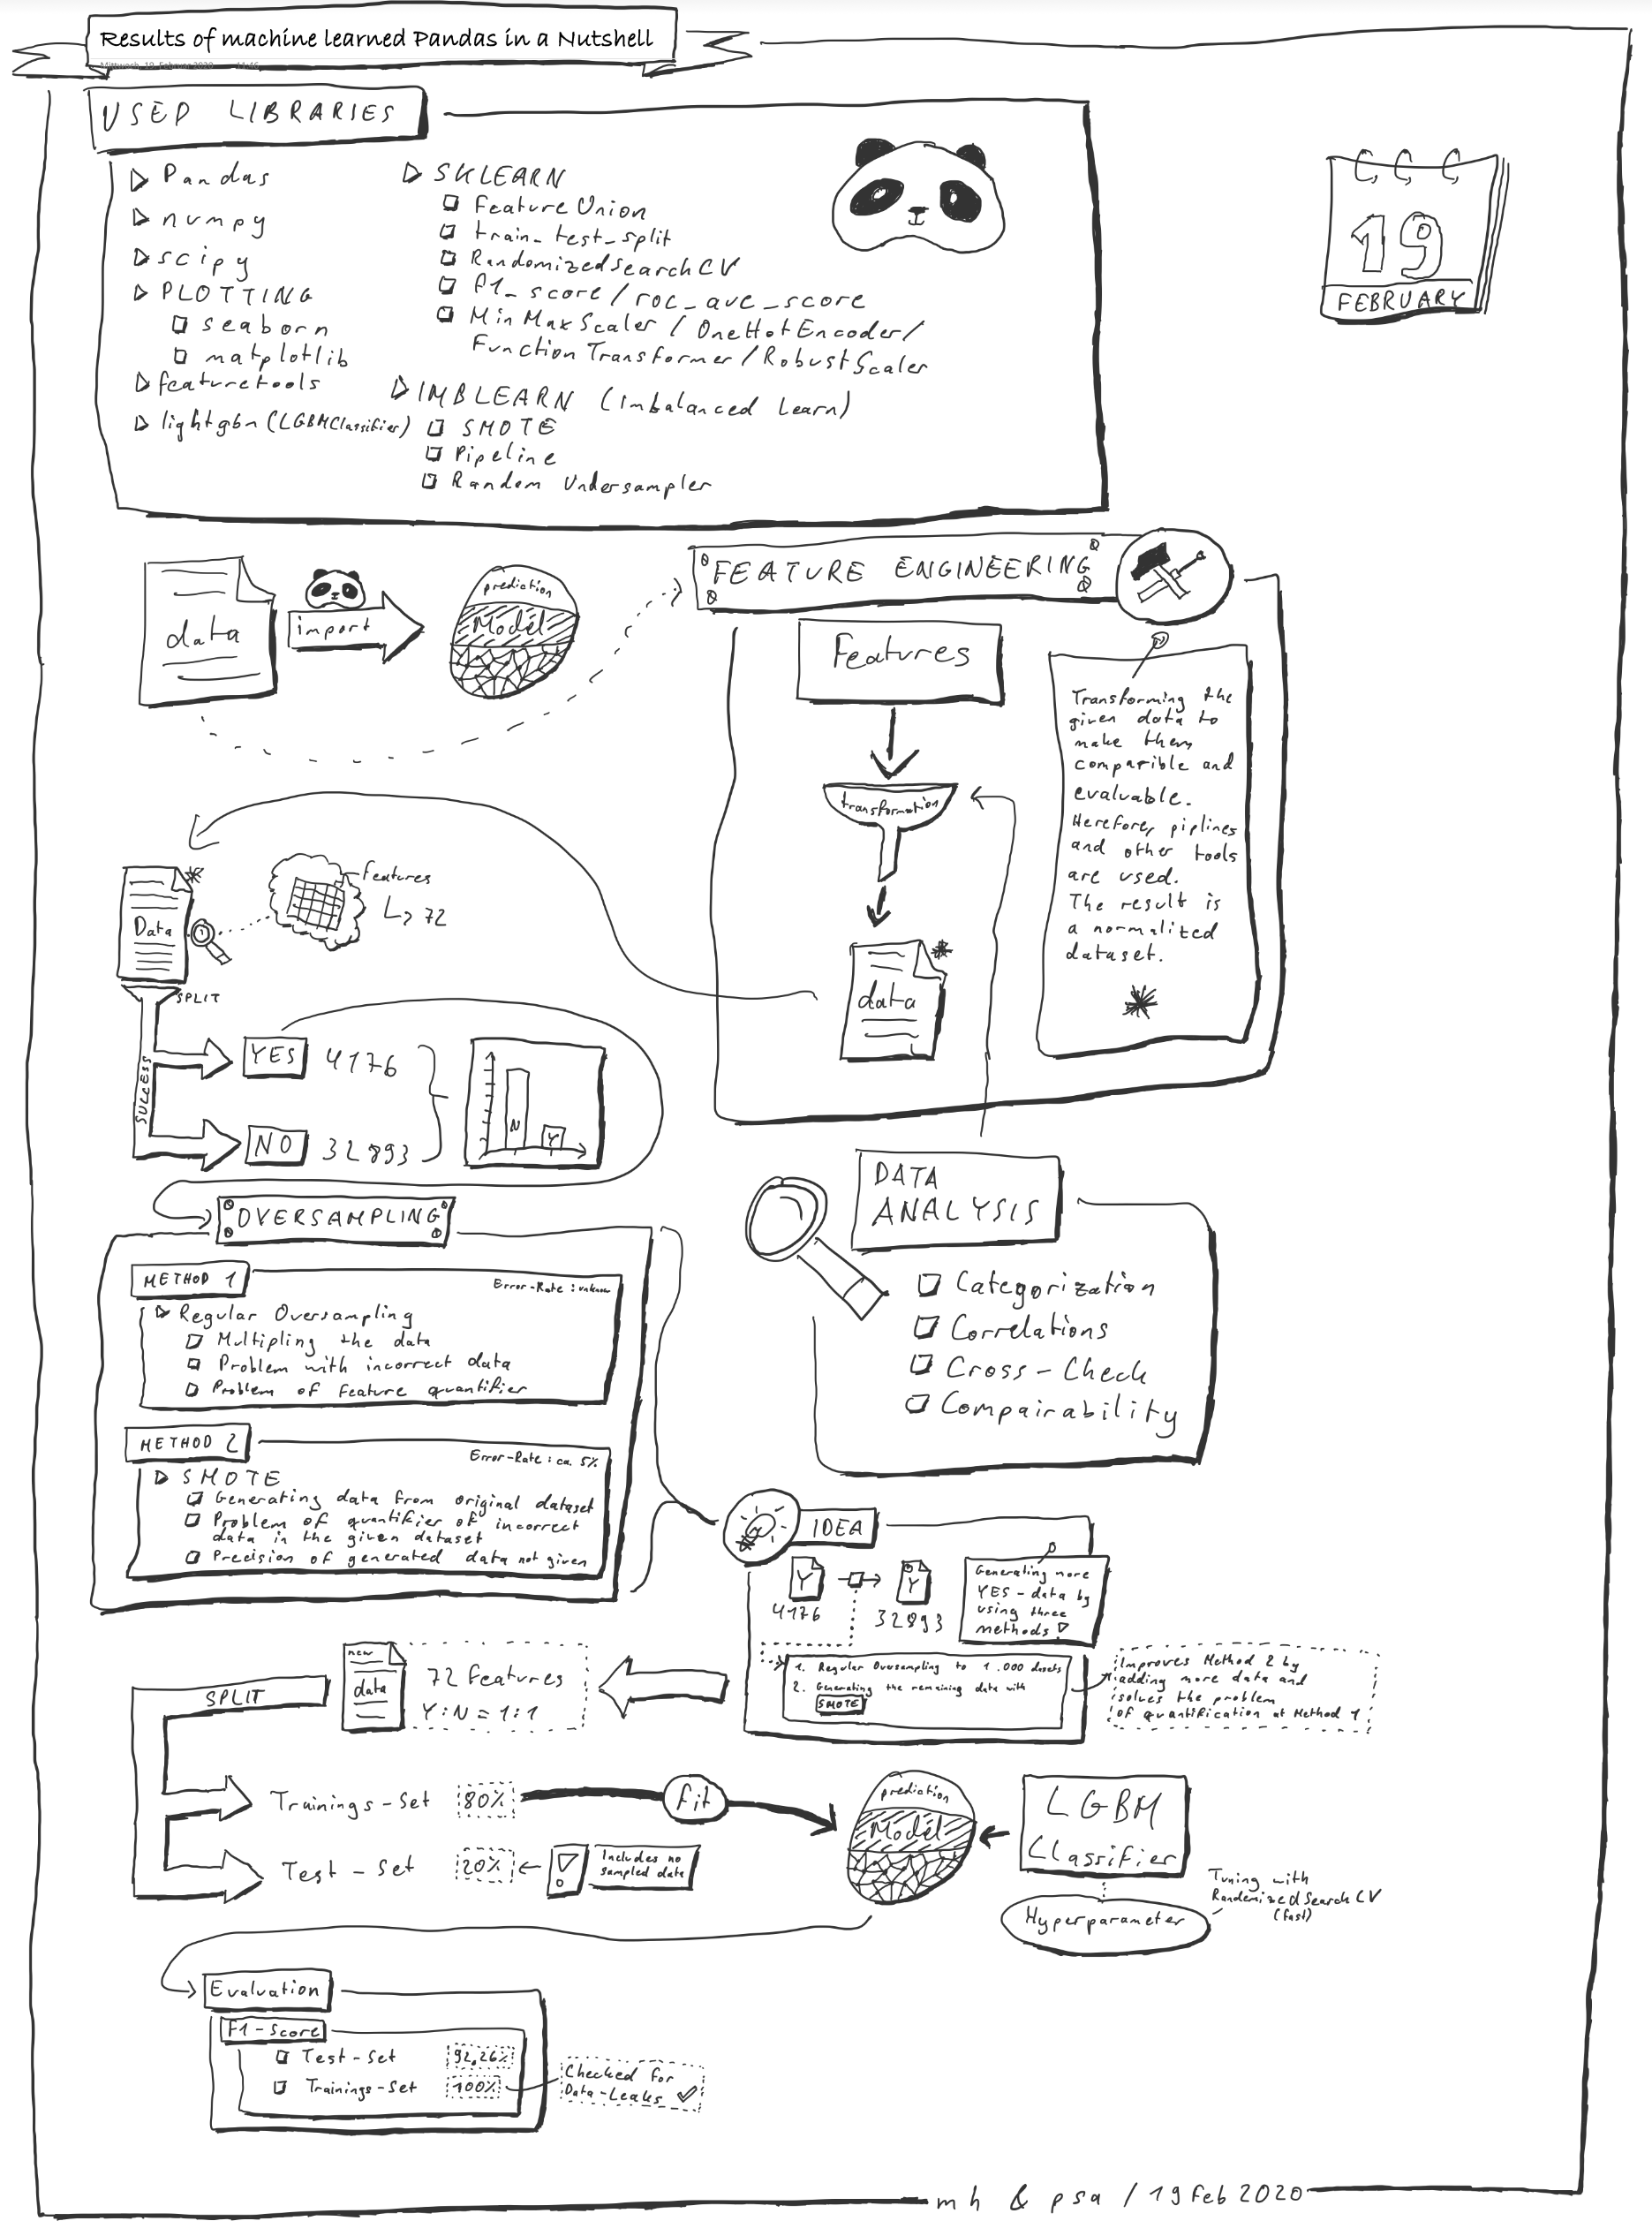 Results of machine learned Pandas in a Nutshell
Mittwoch, 19. Februar 2020 11:46
USED LIBRARIES
Pandas
numpy
scipy
PLOTTING
seaborn
matplotlib
featuretools
lightgbm (LGBMClassifier)
SKLEARN
Feature Union
train_test_split
RandomizedSearchCV
f1_score/roc_auc_score
MinMaxScaler / OneHotEncoder/
Function Transformer / RobustScaler
IMBLEARN (Imbalanced Learn)
SMOTE
Pipeline
Random Undersampler
19
FEBRUARY
data
import
prediction
Model
FEATURE ENGINEERING
Features
transformation
data
Transforming the
given data to
make them
comparible and
evaluable.
Herefore, piplines
and other tools
are used.
The result is
a normalized
dataset.
Data
Features
72
SPLIT
SUCCESS
YES 4176
NO 32893
N
Y
DATA
ANALYSIS
Categorization
Correlations
Cross-Check
Compairability
OVERSAMPLING
METHOD 1
Error-Rate: unknown
Regular Oversampling
Multipling the data
Problem with incorrect data
Problem of feature quantifier
METHOD 2
Error-Rate: ca. 5%
SMOTE
Generating data from original dataset
Problem of quantifier of incorrect
data in the given dataset
Precision of generated data not given
IDEA
Y
Y
4176
32893
Generating more
YES-data by
using three
methods
1. Regular Oversampling to 1.000 dsets
2. Generating the remaining data with
SMOTE
Improves Method 2 by
adding more data and
solves the problem
of quantification at Method 1
new
data
72 features
Y:N = 1:1
SPLIT
Trainings-Set 80%
fit
Test-Set 20%
Includes no
sampled data
prediction
Model
LGBM
Classifier
Hyperparameter
Tuning with
RandomizedSearchCV
(fast)
Evaluation
F1-Score
Test-Set 92,26%
Trainings-Set 100%
Checked for
Data-Leaks
mh & psa / 19 Feb 2020